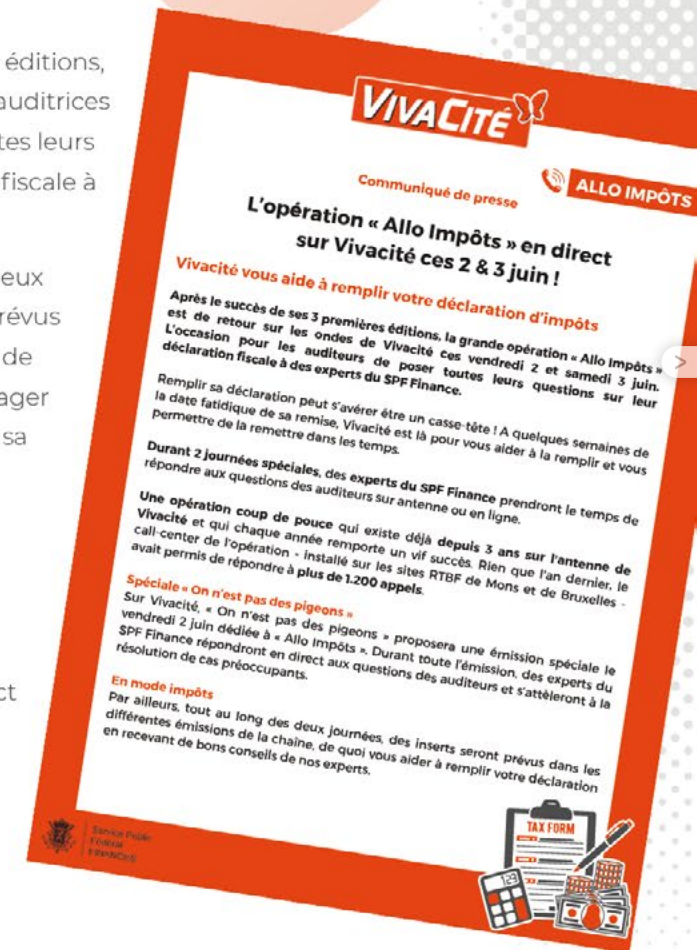 éditions,
auditrices
tes leurs
fiscale à
eux
révus
de
ager
sa
ct
VIVACITÉ
Communiqué de presse
ALLO IMPÔTS
L'opération « Allo Impôts » en direct
sur Vivacité ces 2 & 3 juin !
Vivacité vous aide à remplir votre déclaration d'impôts
Après le succès de ses 3 premières éditions, la grande opération « Allo Impôts »
est de retour sur les ondes de Vivacité ces vendredi 2 et samedi 3 juin.
L'occasion pour les auditeurs de poser toutes leurs questions sur leur
déclaration fiscale à des experts du SPF Finance.
Remplir sa déclaration peut s'avérer être un casse-tête ! A quelques semaines de
la date fatidique de sa remise, Vivacité est là pour vous aider à la remplir et vous
permettre de la remettre dans les temps.
Durant 2 journées spéciales, des experts du SPF Finance prendront le temps de
répondre aux questions des auditeurs sur antenne ou en ligne.
Une opération coup de pouce qui existe déjà depuis 3 ans sur l'antenne de
Vivacité et qui chaque année remporte un vif succès. Rien que l'an dernier, le
call-center de l'opération - installé sur les sites RTBF de Mons et de Bruxelles -
avait permis de répondre à plus de 1.200 appels.
Spéciale « On n'est pas des pigeons »
Sur Vivacité, « On n'est pas des pigeons » proposera une émission spéciale le
vendredi 2 juin dédiée à « Allo Impôts ». Durant toute l'émission, des experts du
SPF Finance répondront en direct aux questions des auditeurs et s'attèleront à la
résolution de cas préoccupants.
En mode impôts
Par ailleurs, tout au long des deux journées, des inserts seront prévus dans les
différentes émissions de la chaîne, de quoi vous aider à remplir votre déclaration
en recevant de bons conseils de nos experts.
Service Public
Fédéral
FINANCES
TAX FORM
123